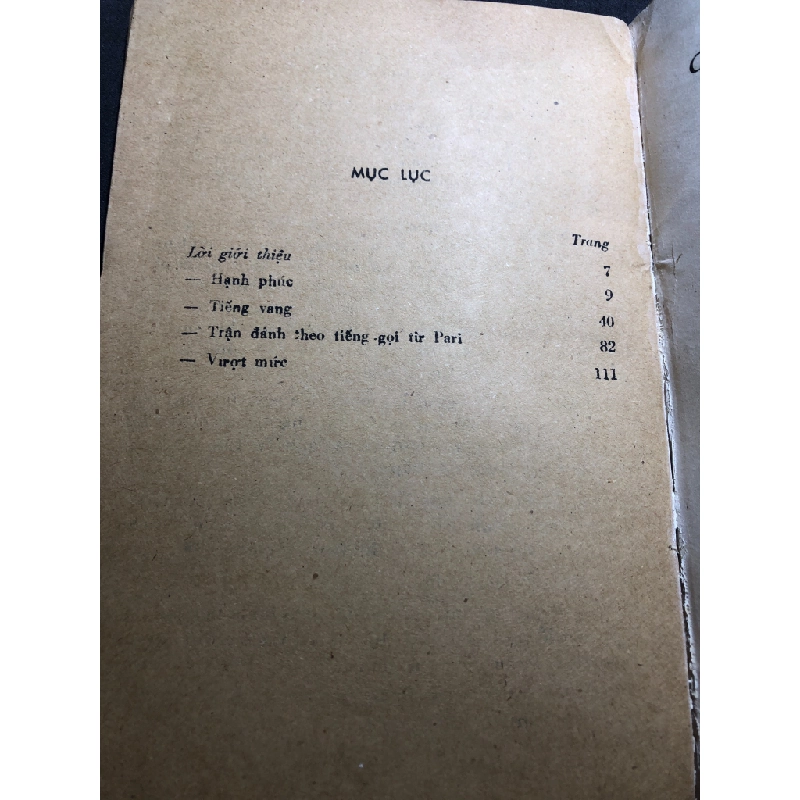 MỤC LỤC
Trang
Lời giới thiệu 7
— Hạnh phúc 9
— Tiếng vang 40
— Trận đánh theo tiếng gọi từ Pari 82
— Vượt mức 111